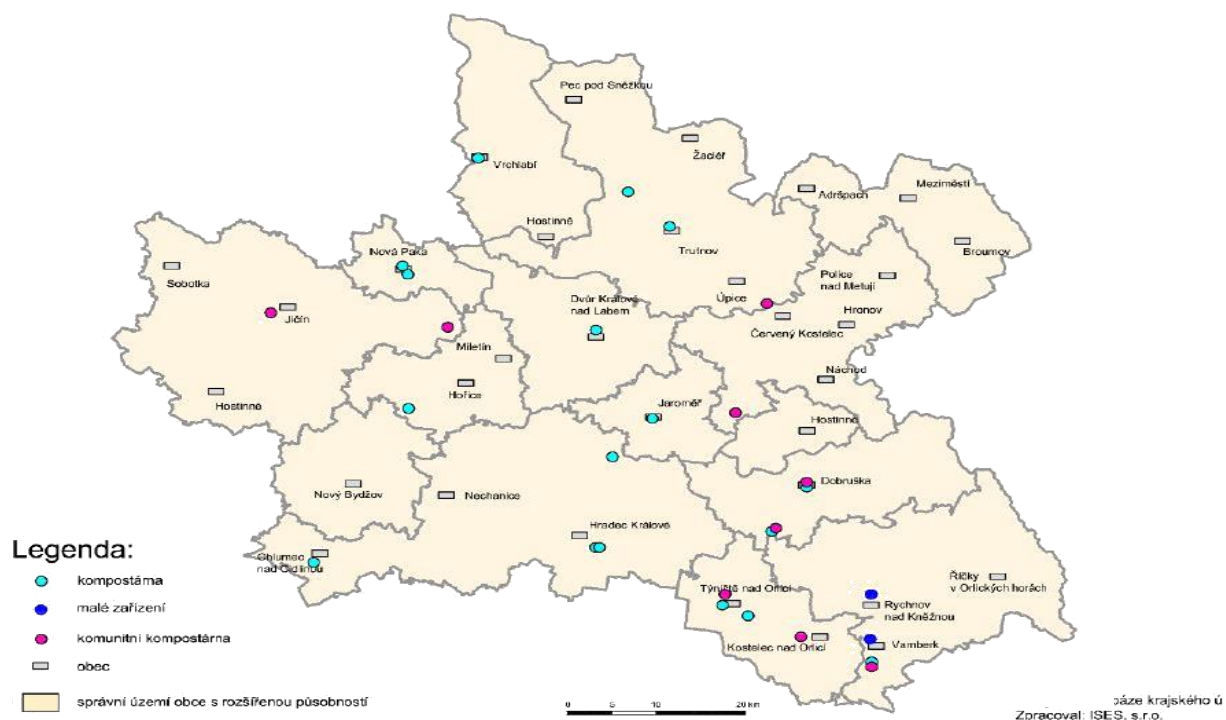 Pec pod Sněžkou
Žacléř
Vrchlabí
Adršpach
Meziměstí
Hostinné
Trutnov
Broumov
Nová Paka
Sobotka
Police
nad Metují
Úpice
Dvůr Králové
nad Labem
Hronov
Jičín
Červený Kostelec
Miletín
Náchod
Hořice
Hostinné
Jaroměř
Hostinné
Dobruška
Nový Bydžov
Nechanice
Hradec Králové
Chlumec
nad Cidlinou
Legenda:
kompostárna
malé zařízení
komunitní kompostárna
obec
správní území obce s rozšířenou působností
Týniště nad Orlicí
Říčky
v Orlických horách
Rychnov
nad Kněžnou
Kostelec nad Orlicí
Vamberk
0 5 10 20 km
báze krajského ú
Zpracoval: ISES, s.r.o.